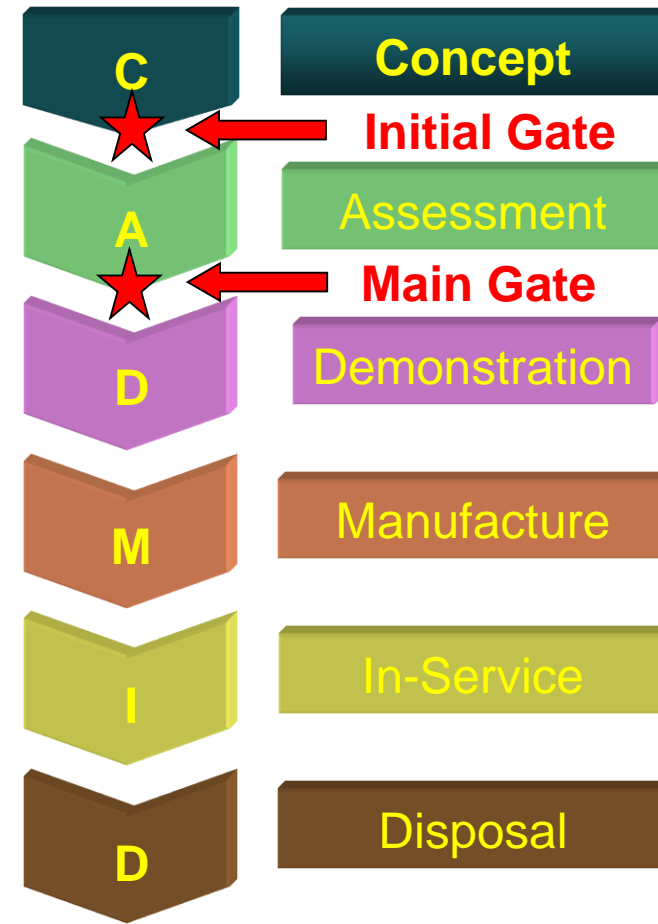 C
Concept
Initial Gate
A
Assessment
Main Gate
D
Demonstration
M
Manufacture
I
In-Service
D
Disposal